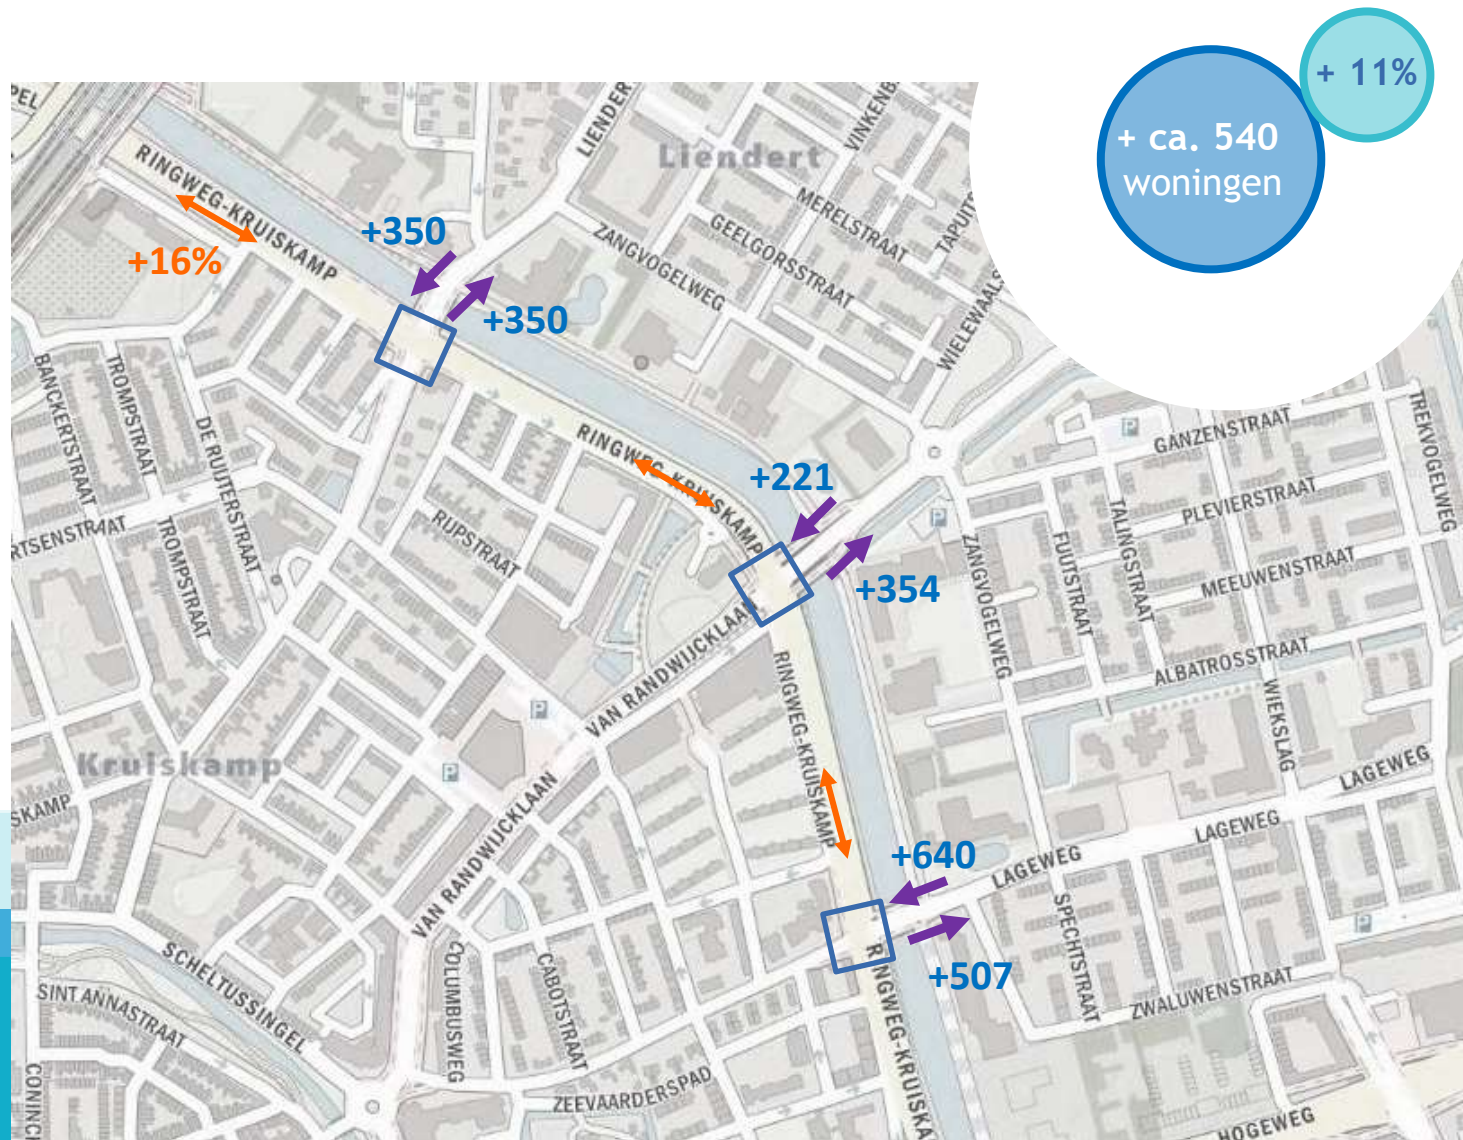 + 11%
+ ca. 540
woningen
PEL
LIENDER
VINKENB
Liendert
RINGWEG-KRUISKAMP
MERELSTRAAT
TAPUIT
GEELGORSSTRAAT
ZANGVOGELWEG
+350
+16%
+350
WIELEWAALS
BANCKERTSTRAAT
TROMPSTRAAT
DE RUIJTERSTRAAT
TREKVOGELWEG
GANZENSTRAAT
RINGWEG-KRUISKAMP
+221
PLEVIERSTRAAT
TALINGSTRAAT
RTSENSTRAAT
TROMPSTRAAT
RIJPSTRAAT
P
P
FUUTSTRAAT
MEEUWENSTRAAT
ZANGVOGELWEG
+354
ALBATROSSTRAAT
VAN RANDWIJCKLAAN
RINGWEG-KRUISKAMP
WIEKSLAG
P
P
Kruiskamp
LAGEWEG
SKAMP
VAN RANDWIJCKLAAN
LAGEWEG
+640
LAGEWEG
SPECHTSTRAAT
P
SCHELTUSSINGEL
COLUMBUSWEG
CABOTSTRAAT
+507
RINGWEG-KRUISKA
ZWALUWENSTRAAT
SINT ANNASTRAAT
CONINCK
ZEEVAARDERSPAD
HOGEWEG